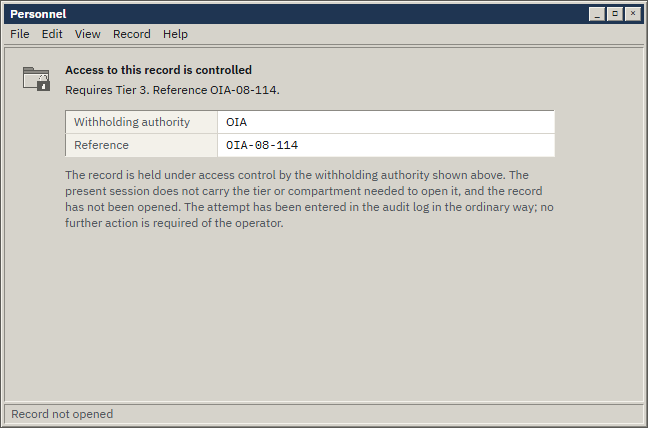 Personnel
File Edit View Record Help
Access to this record is controlled
Requires Tier 3. Reference OIA-08-114.
Withholding authority OIA
Reference OIA-08-114
The record is held under access control by the withholding authority shown above. The
present session does not carry the tier or compartment needed to open it, and the record
has not been opened. The attempt has been entered in the audit log in the ordinary way; no
further action is required of the operator.
Record not opened